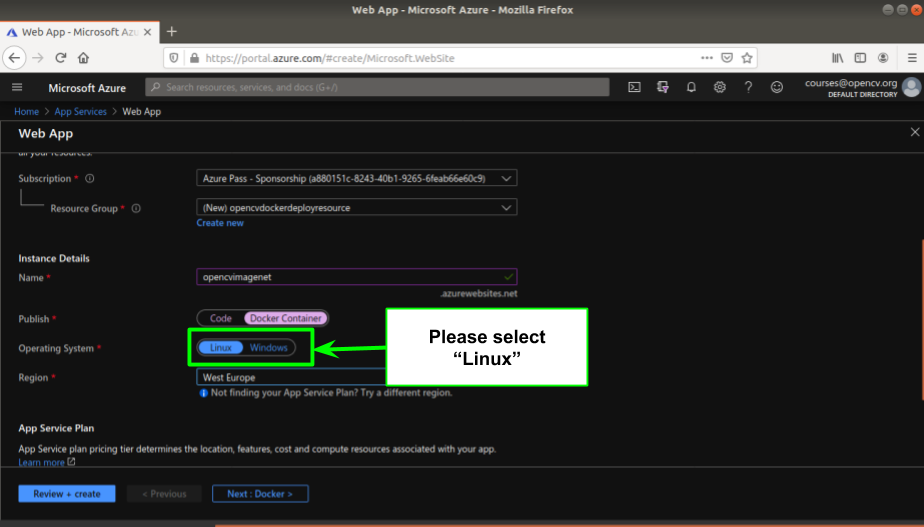 Web App - Microsoft Azure - Mozilla Firefox
Web App - Microsoft Azu
https://portal.azure.com/#create/Microsoft.WebSite
Microsoft Azure
Search resources, services, and docs (G+/)
courses@opencv.org
DEFAULT DIRECTORY
Home > App Services > Web App
Web App
all your resources.
Subscription *
Azure Pass - Sponsorship (a880151c-8243-40b1-9265-6feab66e60c9)
Resource Group *
(New) opencvdockerdeployresource
Create new
Instance Details
Name *
opencvimagenet
.azurewebsites.net
Publish *
Code Docker Container
Operating System *
Linux Windows
Please select
“Linux”
Region *
West Europe
Not finding your App Service Plan? Try a different region.
App Service Plan
App Service plan pricing tier determines the location, features, cost and compute resources associated with your app.
Learn more
Review + create
< Previous
Next : Docker >